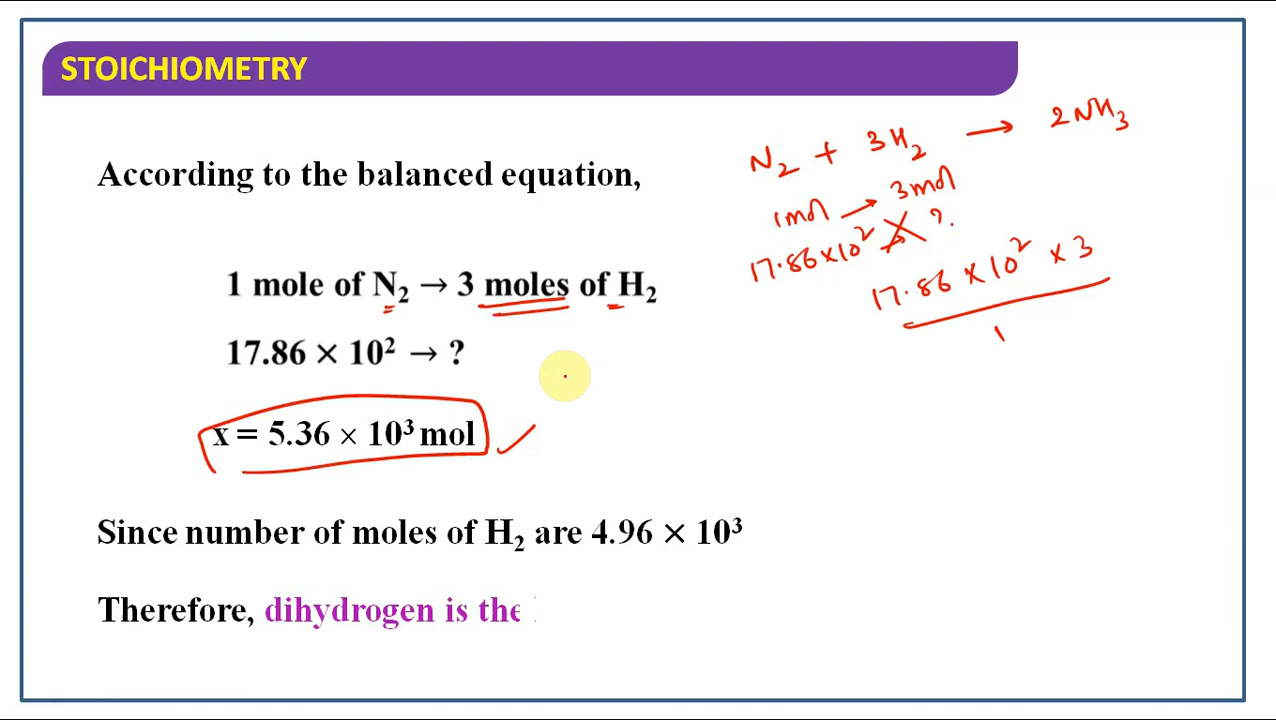 STOICHIOMETRY
According to the balanced equation,
1 mole of N₂ → 3 moles of H₂
17.86 × 10² → ?
x = 5.36 × 10³ mol
Since number of moles of H₂ are 4.96 × 10³
Therefore, dihydrogen is the
N₂ + 3H₂ → 2NH₃
1mol → 3mol
17.86×10² ?
17.86 × 10² × 3
1